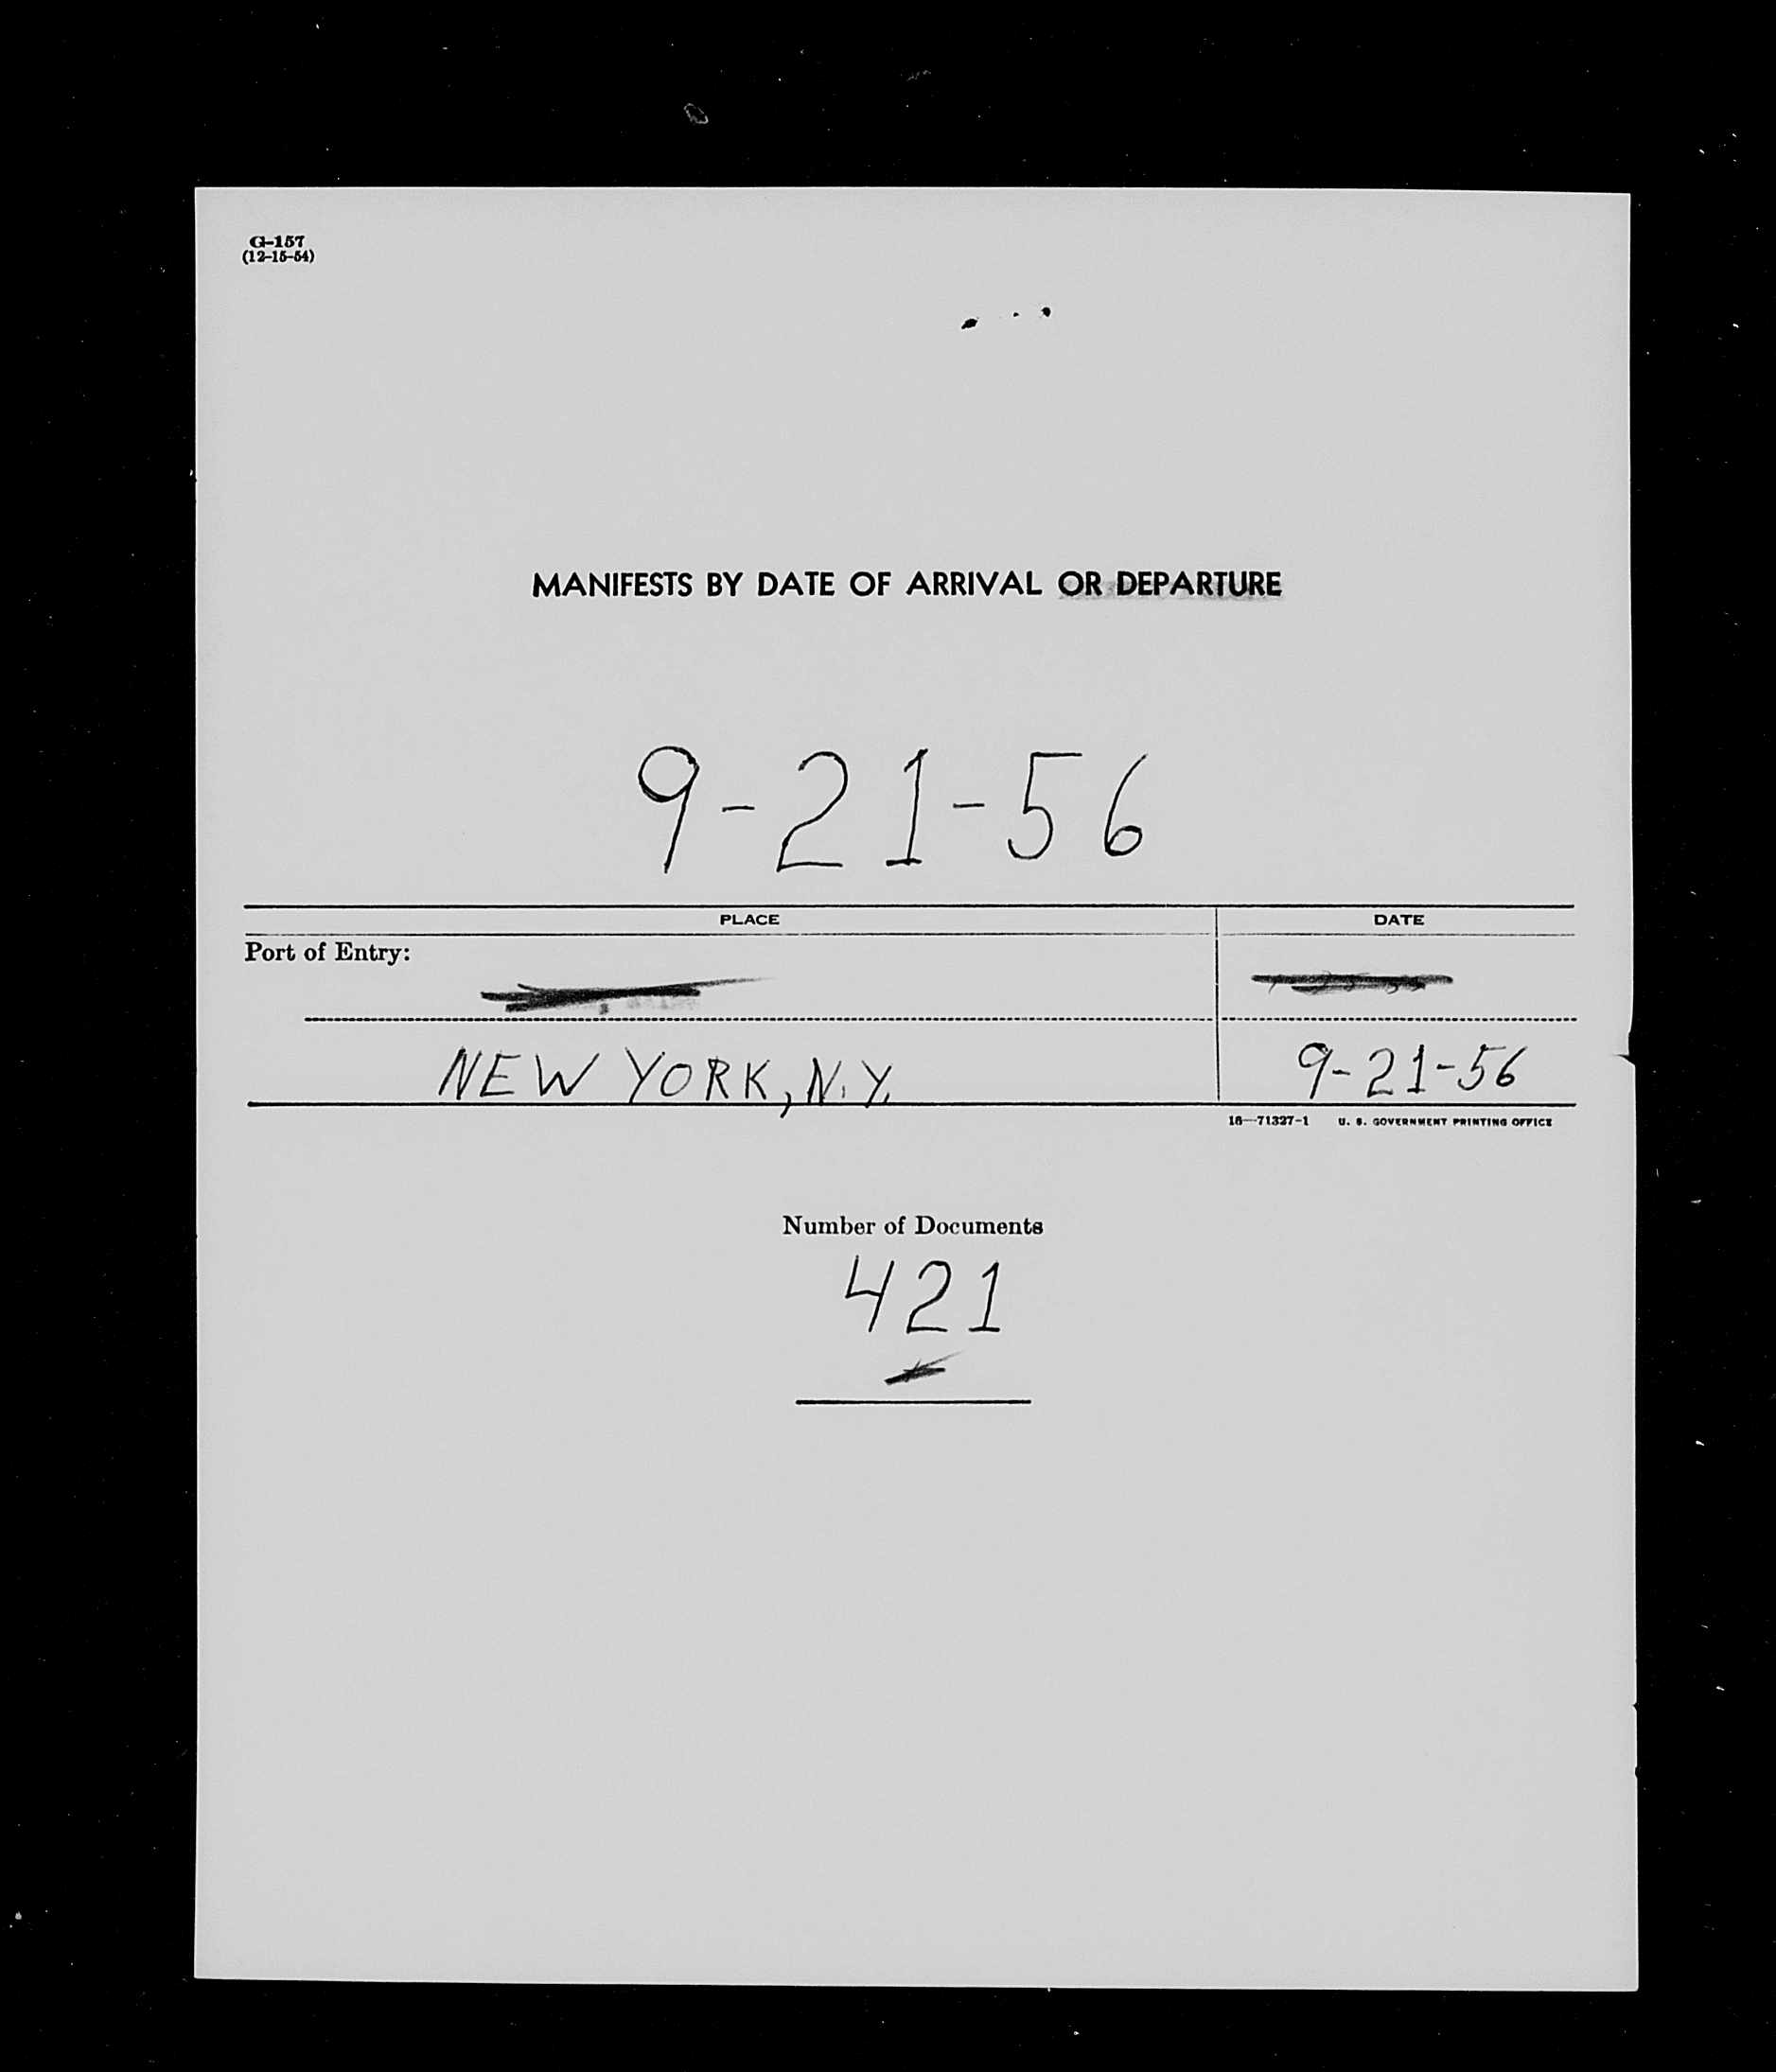 G-157
(12-15-54)
MANIFESTS BY DATE OF ARRIVAL OR DEPARTURE
9-21-56
PLACE DATE
Port of Entry:
NEW YORK, N.Y. 9-21-56
16—71327-1 U. S. GOVERNMENT PRINTING OFFICE
Number of Documents
421